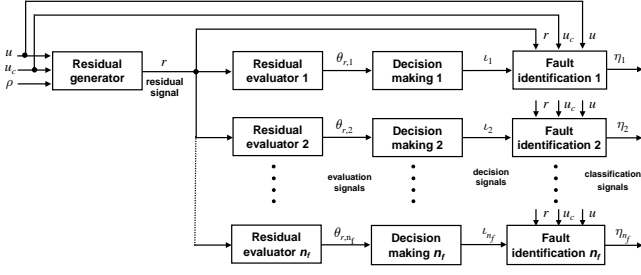 r u_c u
u
u_c
ρ
Residual generator
r
residual signal
Residual evaluator 1
θ_{r,1}
Decision making 1
ι_1
Fault identification 1
η_1
r u_c u
Residual evaluator 2
θ_{r,2}
Decision making 2
ι_2
Fault identification 2
η_2
evaluation signals
decision signals
classification signals
r u_c u
Residual evaluator n_f
θ_{r,n_f}
Decision making n_f
ι_{n_f}
Fault identification n_f
η_{n_f}